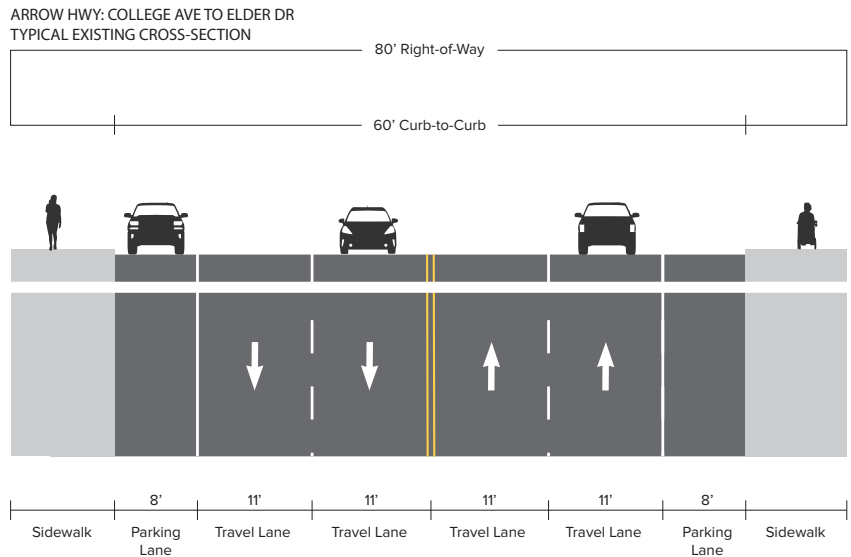 ARROW HWY: COLLEGE AVE TO ELDER DR
TYPICAL EXISTING CROSS-SECTION
80’ Right-of-Way
60’ Curb-to-Curb
8’ 11’ 11’ 11’ 11’ 8’
Sidewalk Parking Travel Lane Travel Lane Travel Lane Travel Lane Parking Sidewalk
Lane Lane